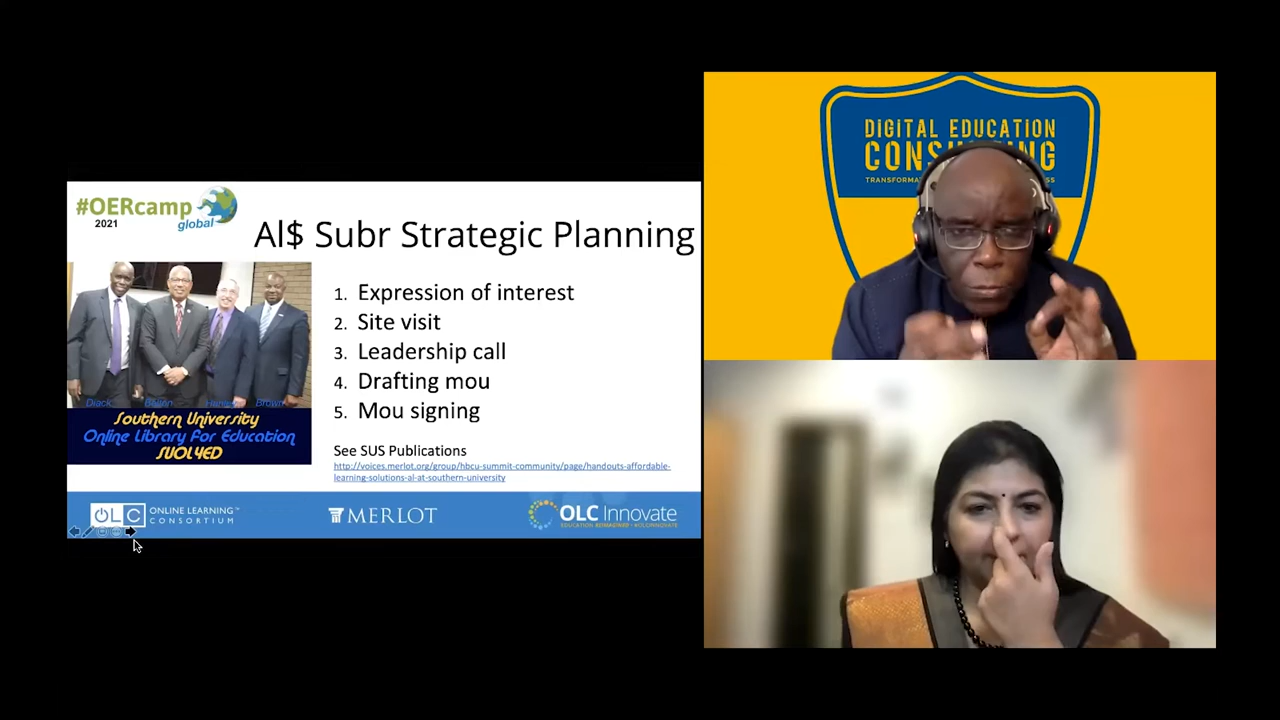 #OERcamp
2021
global
Al$ Subr Strategic Planning
1. Expression of interest
2. Site visit
3. Leadership call
4. Drafting mou
5. Mou signing
See SUS Publications
http://voices.merlot.org/group/hbcu-summit-community/page/handouts-affordable-
learning-solutions-al-at-southern-university
Southern University
Online Library For Education
SUOL4ED
OLC ONLINE LEARNING™
CONSORTIUM
MERLOT
OLC Innovate
DIGITAL EDUCATION